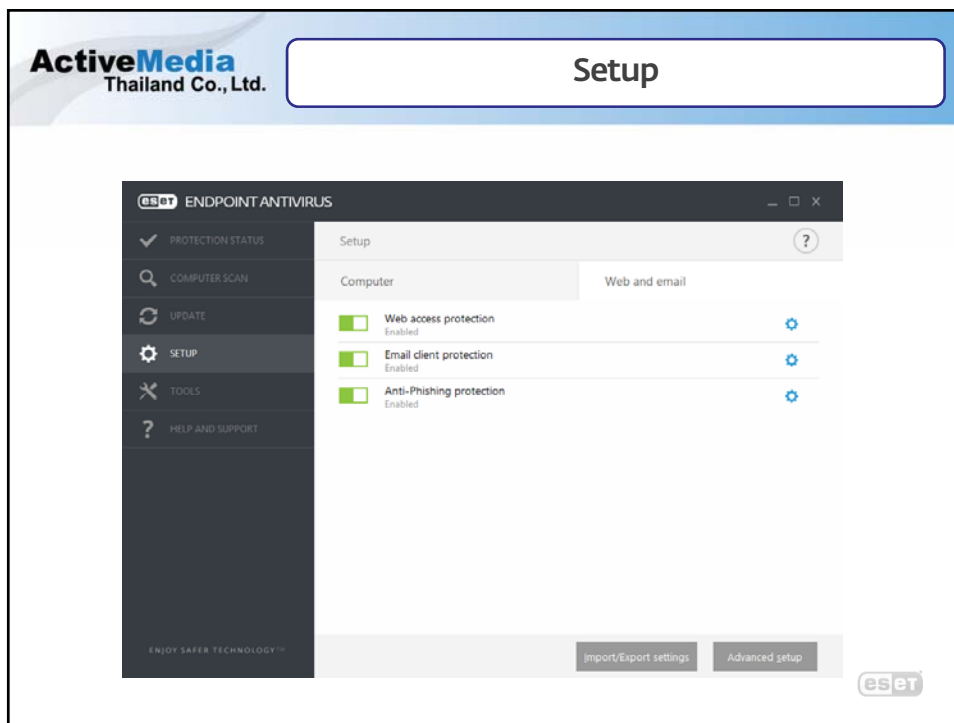 ActiveMedia
Thailand Co., Ltd.
Setup
eset ENDPOINT ANTIVIRUS
PROTECTION STATUS
COMPUTER SCAN
UPDATE
SETUP
TOOLS
HELP AND SUPPORT
ENJOY SAFER TECHNOLOGY™
Setup
?
Computer
Web and email
Web access protection
Enabled
Email client protection
Enabled
Anti-Phishing protection
Enabled
Import/Export settings
Advanced setup
eset